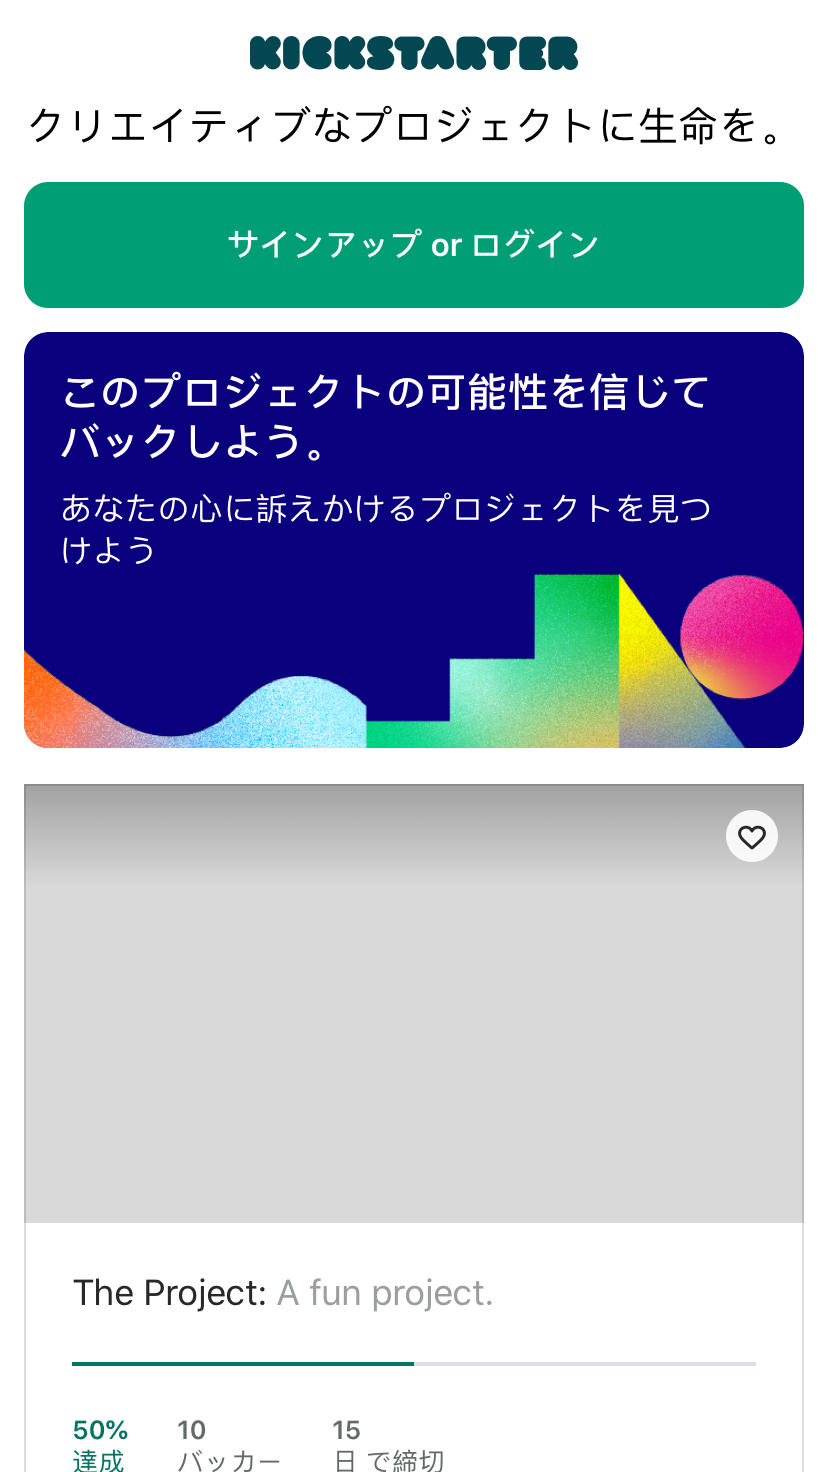 KICKSTARTER
クリエイティブなプロジェクトに生命を。
サインアップ or ログイン
このプロジェクトの可能性を信じて
バックしよう。
あなたの心に訴えかけるプロジェクトを見つ
けよう
The Project: A fun project.
50% 10 15
達成 バッカー 日 で締切